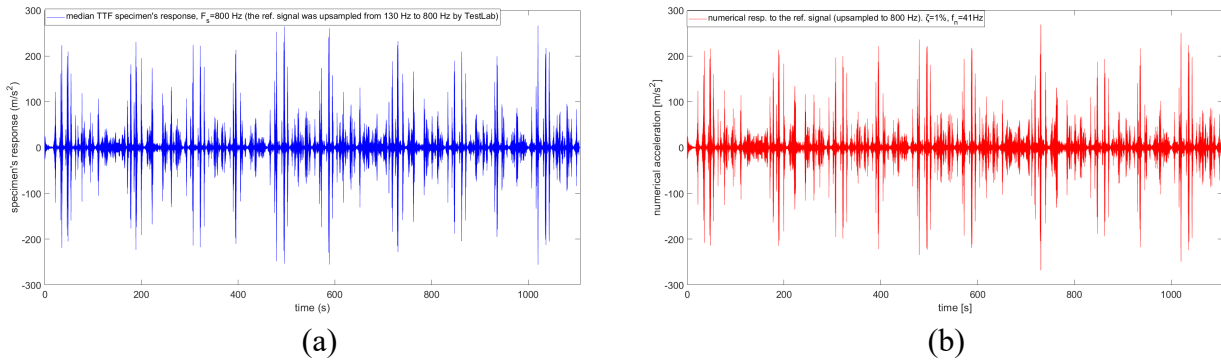 median TTF specimen's response, F_s=800 Hz (the ref. signal was upsampled from 130 Hz to 800 Hz by TestLab)
300
200
100
0
-100
-200
-300
specimen's response (m/s²)
0 200 400 600 800 1000
time (s)
(a)
numerical resp. to the ref. signal (upsampled to 800 Hz). ζ=1%, f_n=41Hz
300
200
100
0
-100
-200
-300
numerical acceleration [m/s²]
0 200 400 600 800 1000
time [s]
(b)